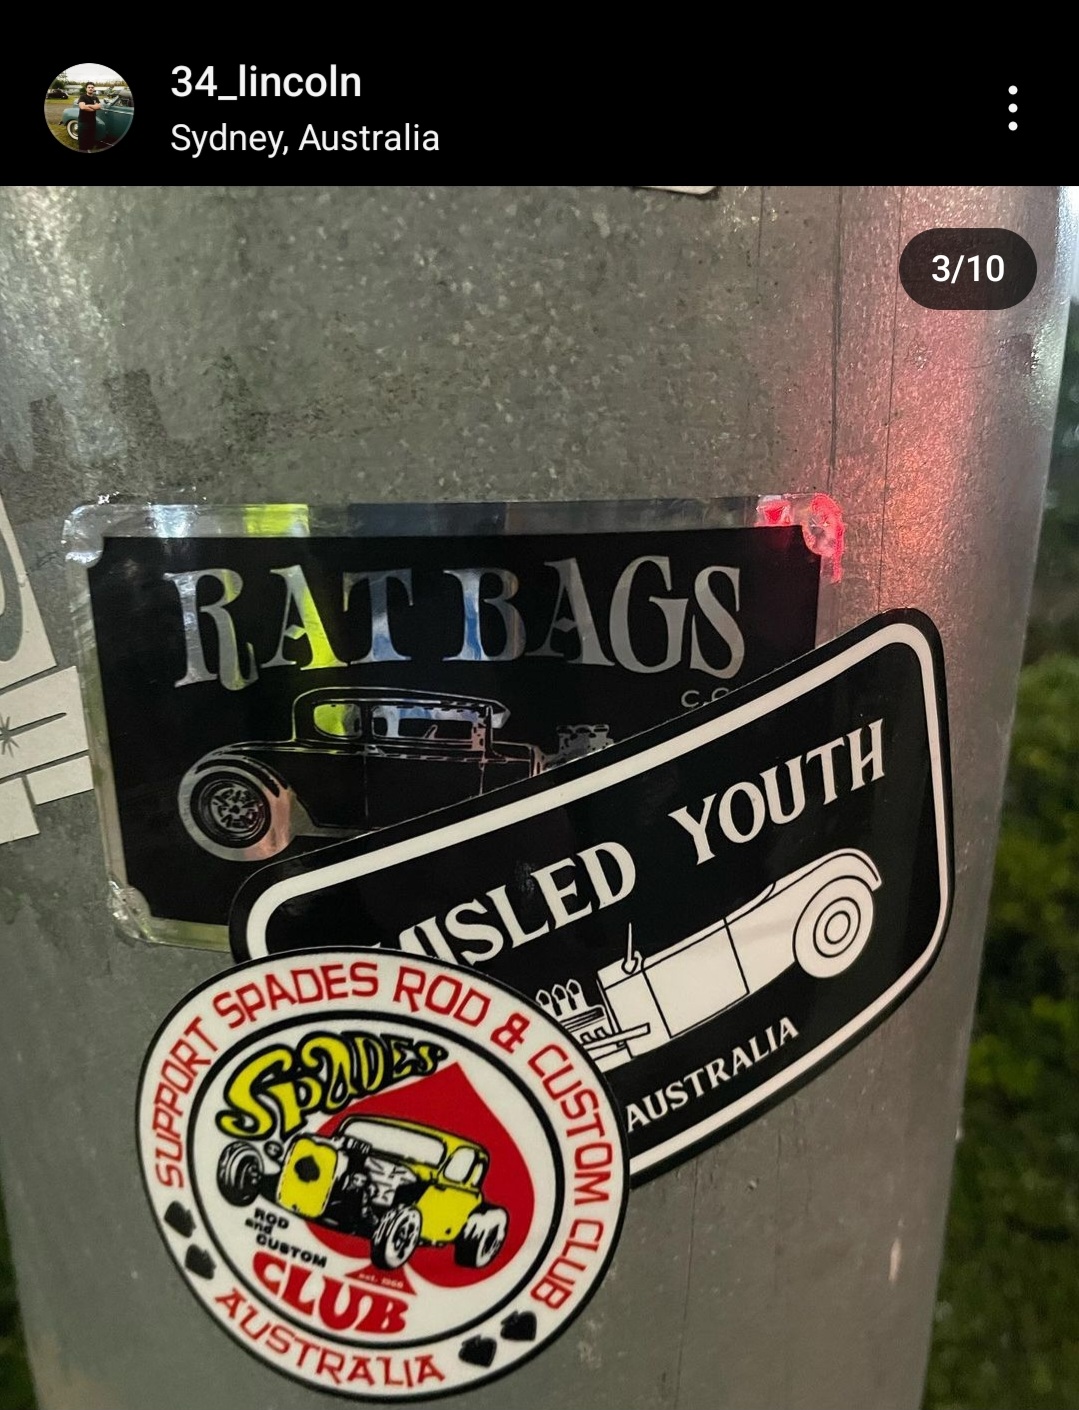 34_lincoln
Sydney, Australia
3/10
RAT BAGS
MISLED YOUTH
AUSTRALIA
SUPPORT SPADES ROD & CUSTOM CLUB
SPADES
ROD
and
CUSTOM
CLUB
AUSTRALIA